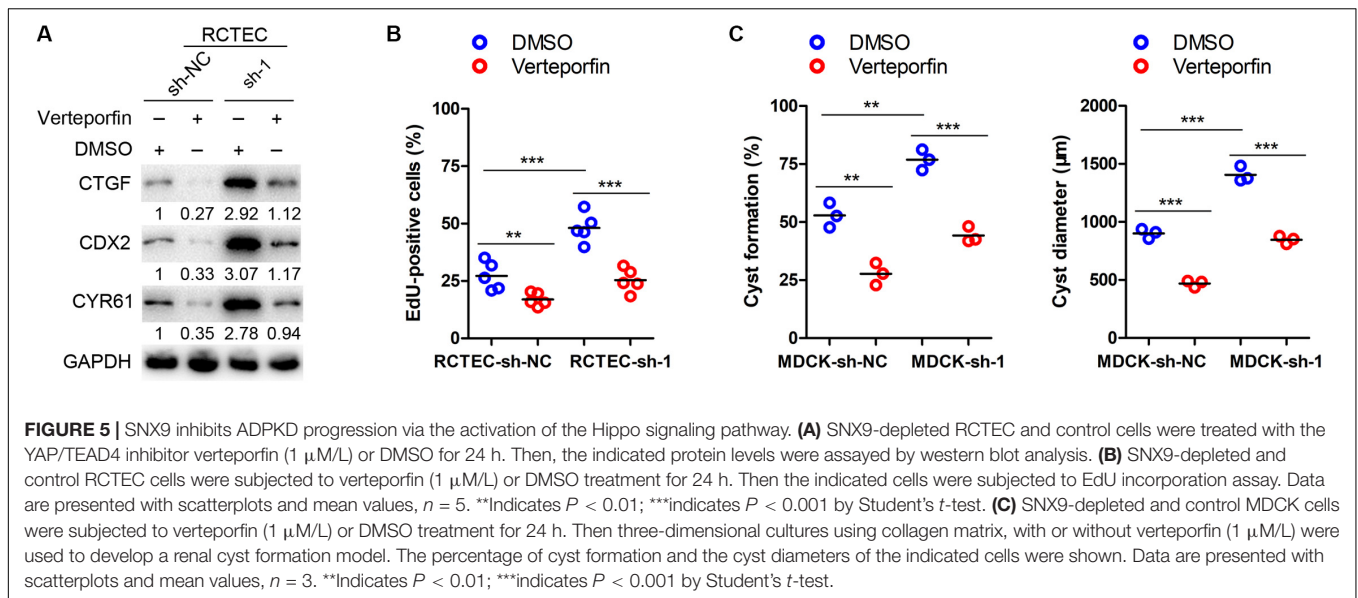 A
RCTEC
sh-NC sh-1
Verteporfin − + − +
DMSO + − + −
CTGF
1 0.27 2.92 1.12
CDX2
1 0.33 3.07 1.17
CYR61
1 0.35 2.78 0.94
GAPDH
B
DMSO
Verteporfin
EdU-positive cells (%)
100
75
50
25
0
***
**
***
RCTEC-sh-NC RCTEC-sh-1
C
DMSO
Verteporfin
Cyst formation (%)
100
75
50
25
0
**
***
**
MDCK-sh-NC MDCK-sh-1
DMSO
Verteporfin
Cyst diameter (μm)
2000
1500
1000
500
0
***
***
***
MDCK-sh-NC MDCK-sh-1
FIGURE 5 | SNX9 inhibits ADPKD progression via the activation of the Hippo signaling pathway. (A) SNX9-depleted RCTEC and control cells were treated with the
YAP/TEAD4 inhibitor verteporfin (1 μM/L) or DMSO for 24 h. Then, the indicated protein levels were assayed by western blot analysis. (B) SNX9-depleted and
control RCTEC cells were subjected to verteporfin (1 μM/L) or DMSO treatment for 24 h. Then the indicated cells were subjected to EdU incorporation assay. Data
are presented with scatterplots and mean values, n = 5. **Indicates P < 0.01; ***indicates P < 0.001 by Student's t-test. (C) SNX9-depleted and control MDCK cells
were subjected to verteporfin (1 μM/L) or DMSO treatment for 24 h. Then three-dimensional cultures using collagen matrix, with or without verteporfin (1 μM/L) were
used to develop a renal cyst formation model. The percentage of cyst formation and the cyst diameters of the indicated cells were shown. Data are presented with
scatterplots and mean values, n = 3. **Indicates P < 0.01; ***indicates P < 0.001 by Student's t-test.